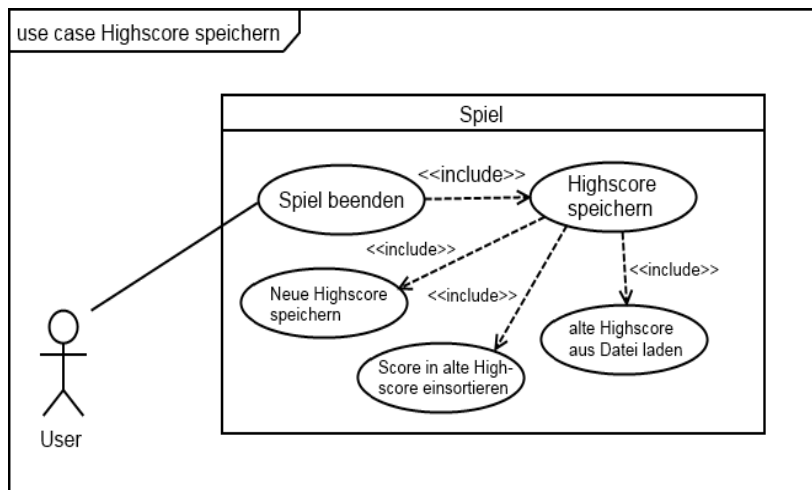 use case Highscore speichern
Spiel
Spiel beenden
<<include>>
Highscore
speichern
<<include>>
<<include>>
<<include>>
Neue Highscore
speichern
Score in alte High-
score einsortieren
alte Highscore
aus Datei laden
User